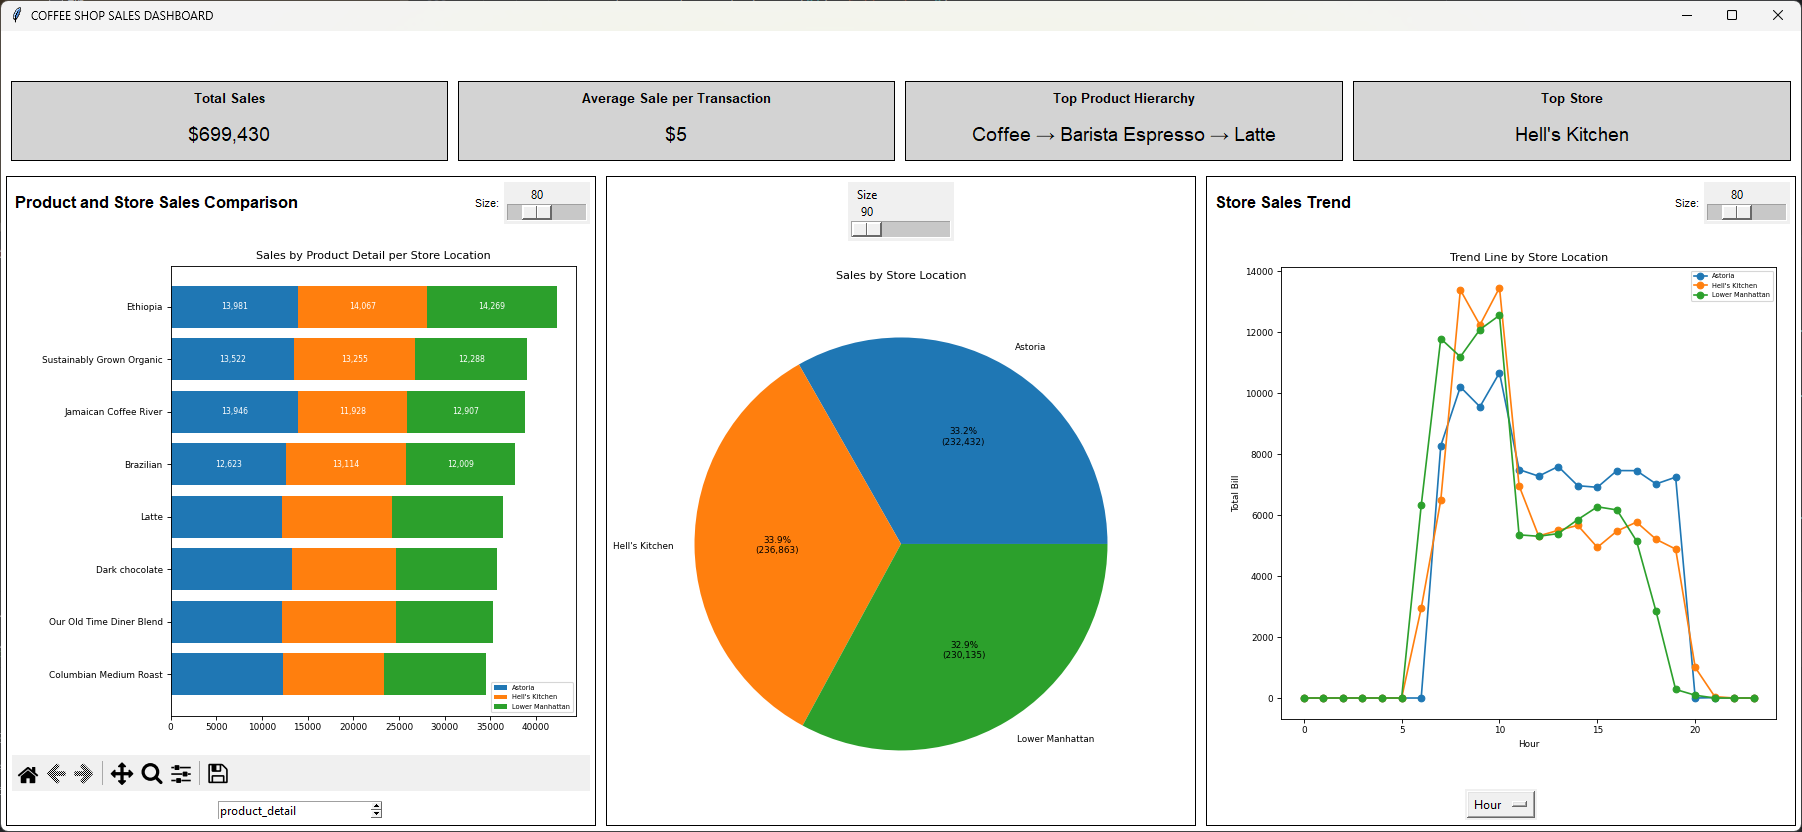 COFFEE SHOP SALES DASHBOARD
Total Sales
$699,430
Average Sale per Transaction
$5
Top Product Hierarchy
Coffee → Barista Espresso → Latte
Top Store
Hell's Kitchen
Product and Store Sales Comparison
Size:
80
Sales by Product Detail per Store Location
Ethiopia
13,981
14,067
14,269
Sustainably Grown Organic
13,522
13,255
12,288
Jamaican Coffee River
13,946
11,928
12,907
Brazilian
12,623
13,114
12,009
Latte
Dark chocolate
Our Old Time Diner Blend
Columbian Medium Roast
Astoria
Hell's Kitchen
Lower Manhattan
0
5000
10000
15000
20000
25000
30000
35000
40000
product_detail
Size
90
Sales by Store Location
Astoria
33.2%
(232,432)
Hell's Kitchen
33.9%
(236,863)
32.9%
(230,135)
Lower Manhattan
Store Sales Trend
Size:
80
Trend Line by Store Location
Astoria
Hell's Kitchen
Lower Manhattan
14000
12000
10000
8000
6000
4000
2000
0
Total Bill
0
5
10
15
20
Hour
Hour